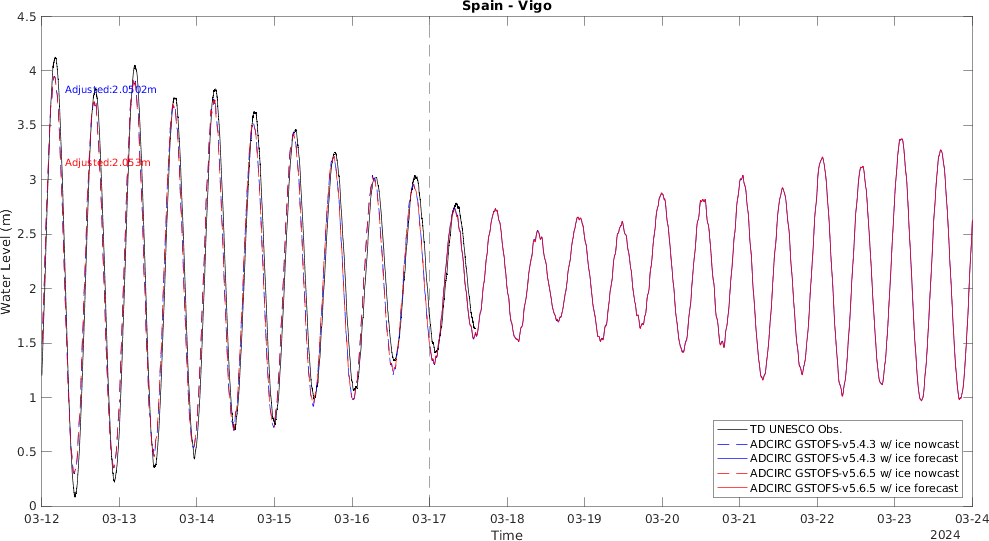 Spain - Vigo
4.5
4
3.5
3
2.5
2
1.5
1
0.5
0
Water Level (m)
Adjusted:2.0502m
Adjusted:2.053m
TD UNESCO Obs.
ADCIRC GSTOFS-v5.4.3 w/ ice nowcast
ADCIRC GSTOFS-v5.4.3 w/ ice forecast
ADCIRC GSTOFS-v5.6.5 w/ ice nowcast
ADCIRC GSTOFS-v5.6.5 w/ ice forecast
03-12 03-13 03-14 03-15 03-16 03-17 03-18 03-19 03-20 03-21 03-22 03-23 03-24
Time
2024